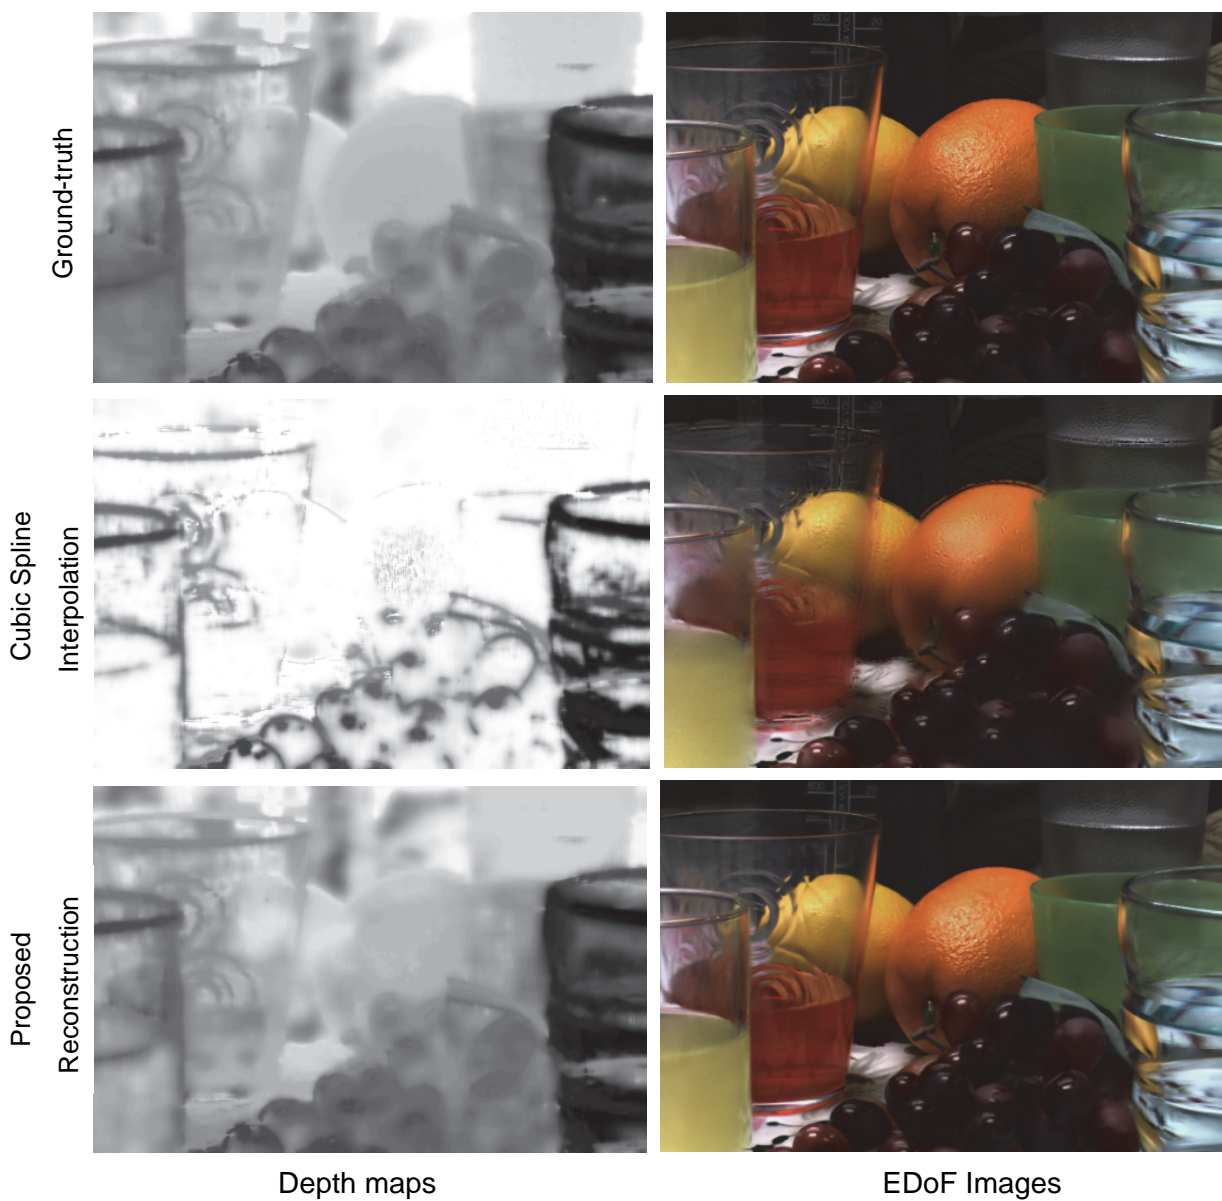 Ground-truth
Cubic Spline
Interpolation
Proposed
Reconstruction
Depth maps
EDoF Images